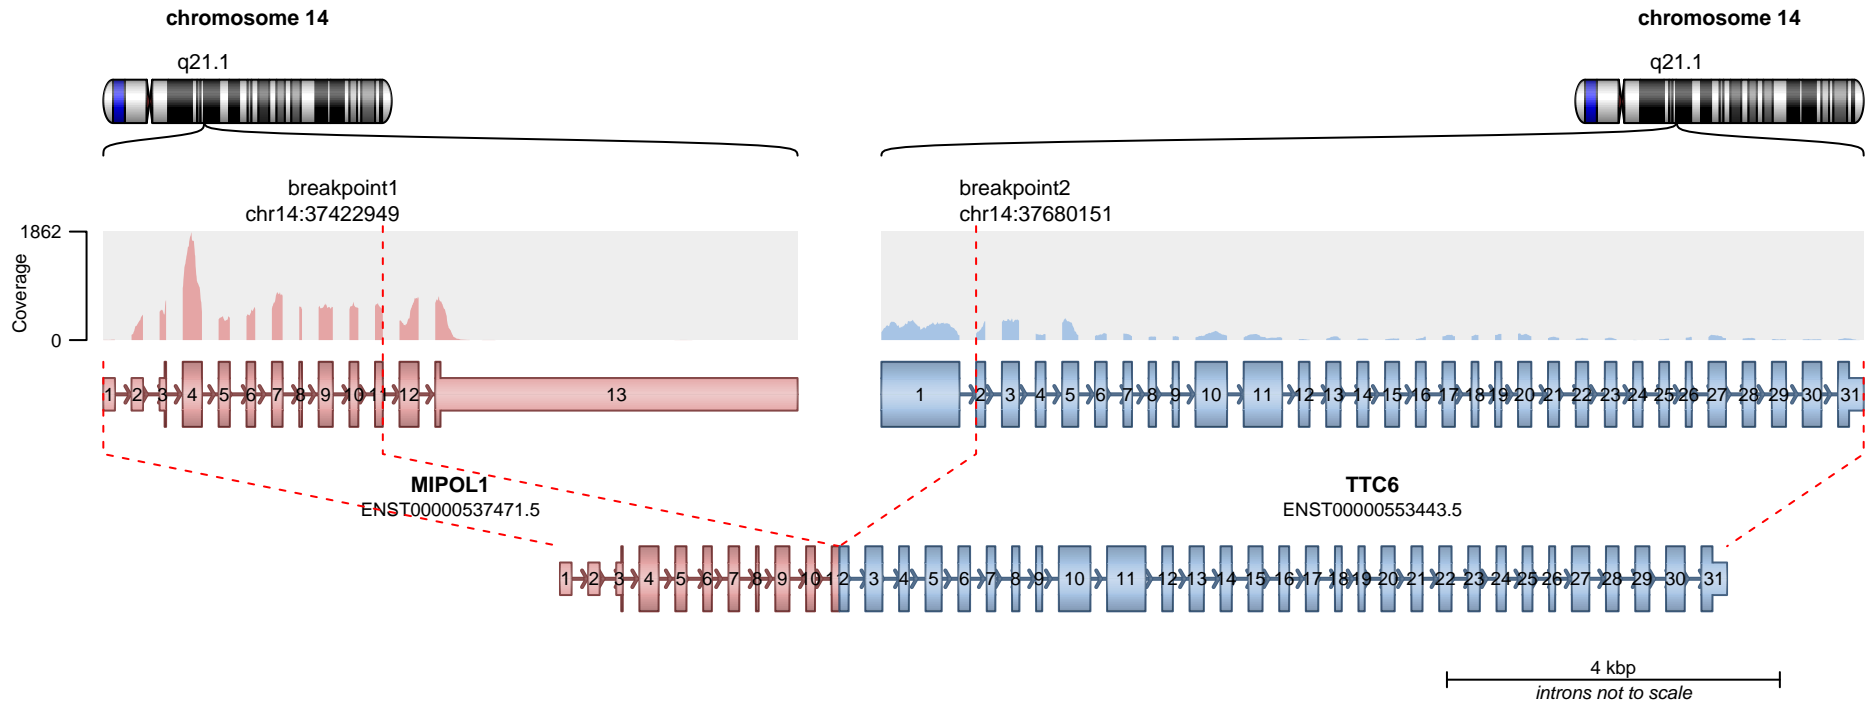 chromosome 14
chromosome 14
q21.1
q21.1
breakpoint1
chr14:37422949
breakpoint2
chr14:37680151
1862
Coverage
0
1 2 3 4 5 6 7 8 9 10 11 12 13
1 2 3 4 5 6 7 8 9 10 11 12 13 14 15 16 17 18 19 20 21 22 23 24 25 26 27 28 29 30 31
MIPOL1
ENST00000537471.5
TTC6
ENST00000553443.5
1 2 3 4 5 6 7 8 9 10 11 2 3 4 5 6 7 8 9 10 11 12 13 14 15 16 17 18 19 20 21 22 23 24 25 26 27 28 29 30 31
4 kbp
introns not to scale